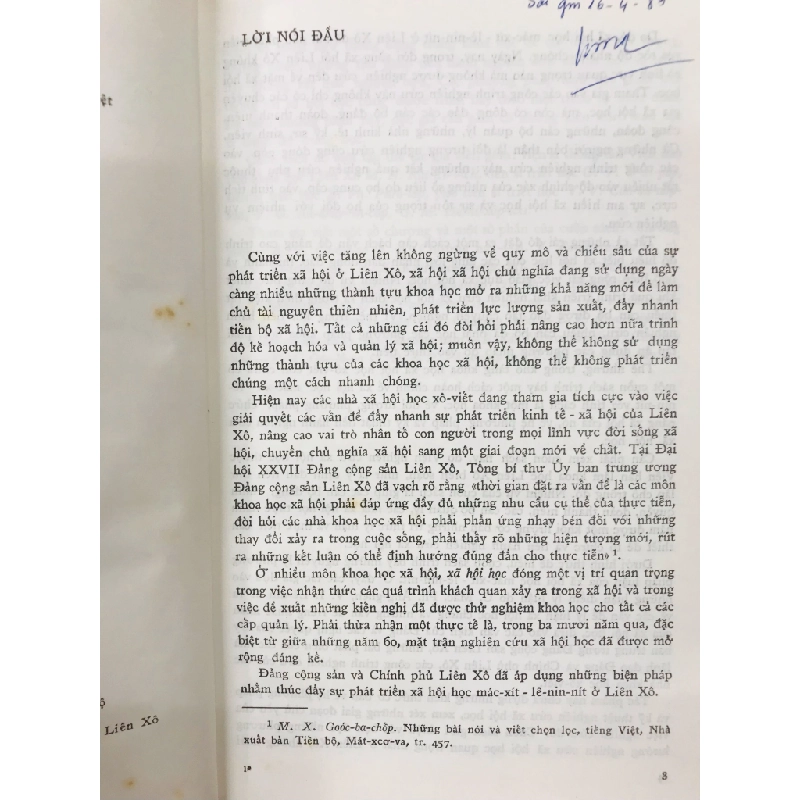 Sài gòn 16-4-89
LỜI NÓI ĐẦU
Cùng với việc tăng lên không ngừng về quy mô và chiều sâu của sự
phát triển xã hội ở Liên Xô, xã hội xã hội chủ nghĩa đang sử dụng ngày
càng nhiều những thành tựu khoa học mở ra những khả năng mới để làm
chủ tài nguyên thiên nhiên, phát triển lực lượng sản xuất, đẩy nhanh
tiến bộ xã hội. Tất cả những cái đó đòi hỏi phải nâng cao hơn nữa trình
độ kế hoạch hóa và quản lý xã hội; muốn vậy, không thể không sử dụng
những thành tựu của các khoa học xã hội, không thể không phát triển
chúng một cách nhanh chóng.
Hiện nay các nhà xã hội học xô-viết đang tham gia tích cực vào việc
giải quyết các vấn để đẩy nhanh sự phát triển kinh tế - xã hội của Liên
Xô, nâng cao vai trò nhân tố con người trong mọi lĩnh vực đời sống xã
hội, chuyển chủ nghĩa xã hội sang một giai đoạn mới về chất. Tại Đại
hội XXVII Đảng cộng sản Liên Xô, Tổng bí thư Ủy ban trung ương
Đảng cộng sản Liên Xô đã vạch rõ rằng «thời gian đặt ra vấn để là các môn
khoa học xã hội phải đáp ứng đầy đủ những nhu cầu cụ thể của thực tiễn,
đòi hỏi các nhà khoa học xã hội phải phản ứng nhạy bén đối với những
thay đổi xảy ra trong cuộc sống, phải thấy rõ những hiện tượng mới, rút
ra những kết luận có thể định hướng đúng đắn cho thực tiễn» ¹.
Ở nhiều môn khoa học xã hội, xã hội học đóng một vị trí quan trọng
trong việc nhận thức các quá trình khách quan xảy ra trong xã hội và trong
việc đề xuất những kiến nghị đã được thử nghiệm khoa học cho tất cả các
cấp quản lý. Phải thừa nhận một thực tế là, trong ba mươi năm qua, đặc
biệt từ giữa những năm 60, mặt trận nghiên cứu xã hội học đã được mở
rộng đáng kể.
Đảng cộng sản và Chính phủ Liên Xô đã áp dụng những biện pháp
nhằm thúc đẩy sự phát triển xã hội học mác-xít - lê-nin-nít ở Liên Xô.
¹ M. X. Goóc-ba-chốp. Những bài nói và viết chọn lọc, tiếng Việt, Nhà
xuất bản Tiến bộ, Mát-xcơ-va, tr. 457.
1*
3
Liên Xô